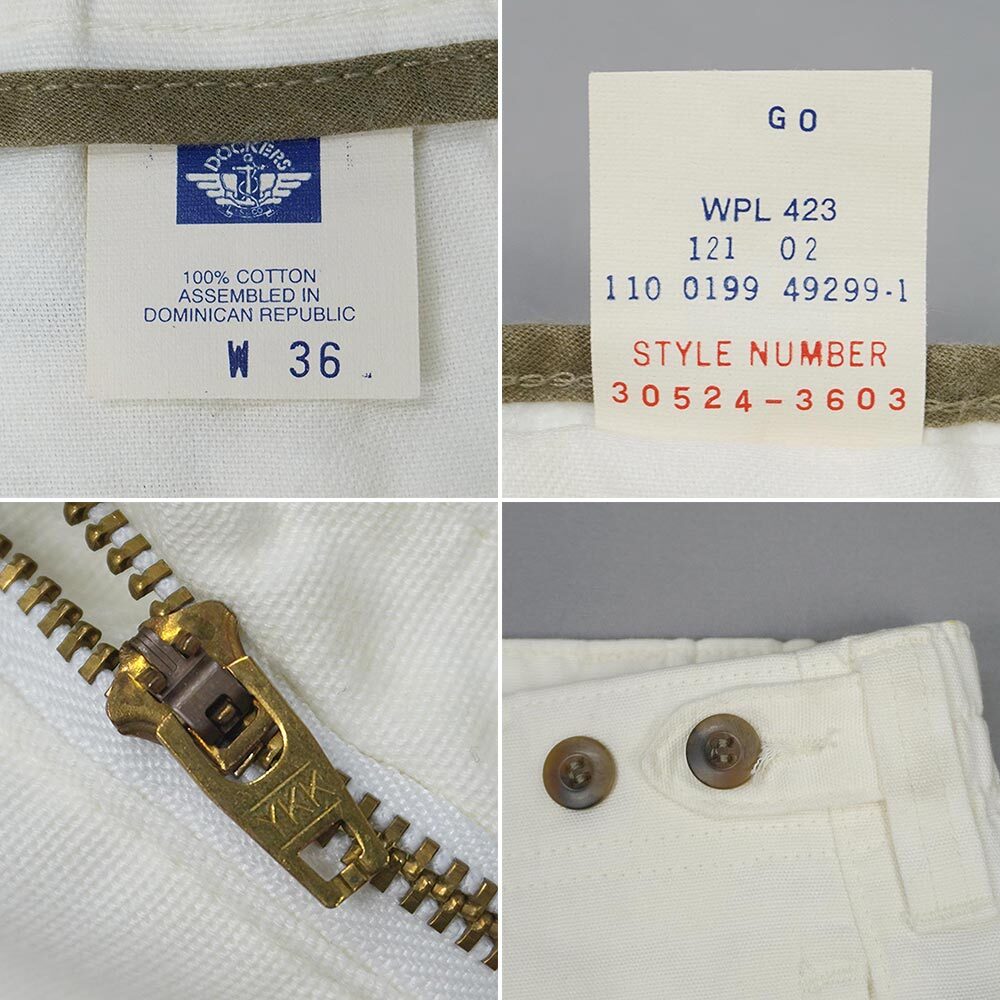 DOCKERS
100% COTTON
ASSEMBLED IN
DOMINICAN REPUBLIC
W 36
GO
WPL 423
121 02
110 0199 49299-1
STYLE NUMBER
30524-3603
YKK